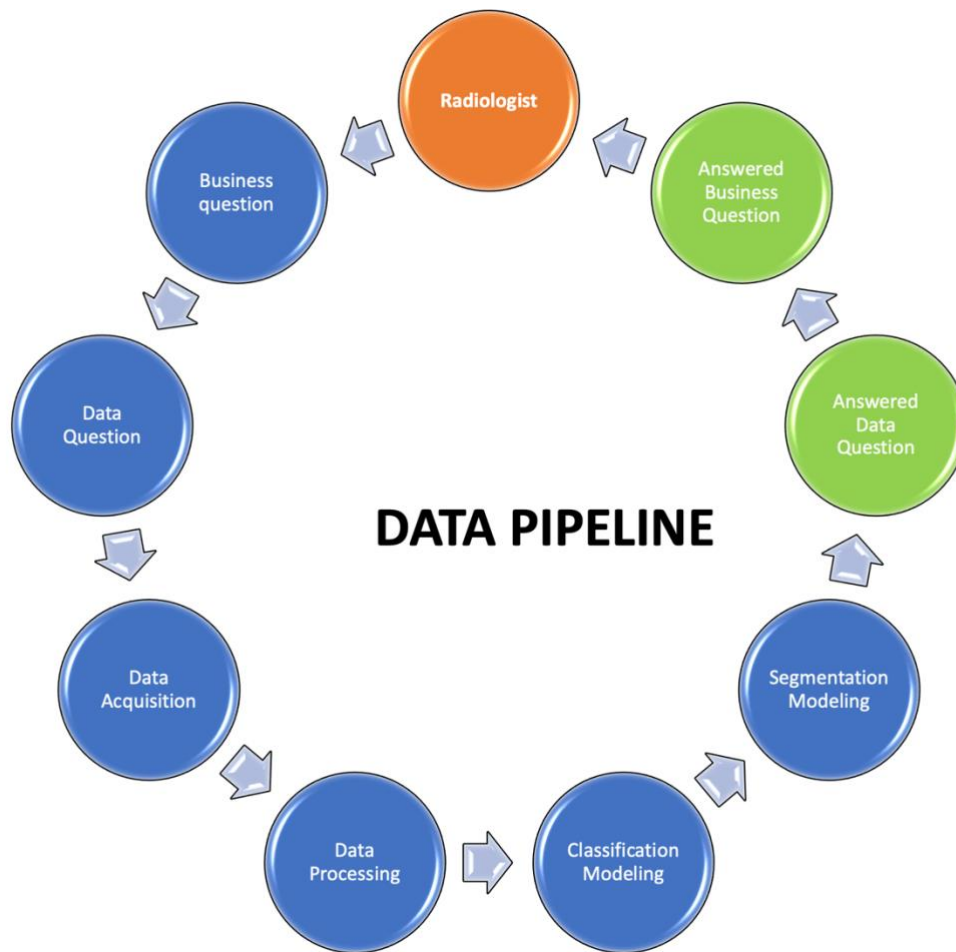 Radiologist
Business
question
Data
Question
Data
Acquisition
Data
Processing
Classification
Modeling
Segmentation
Modeling
Answered
Data
Question
Answered
Business
Question
DATA PIPELINE